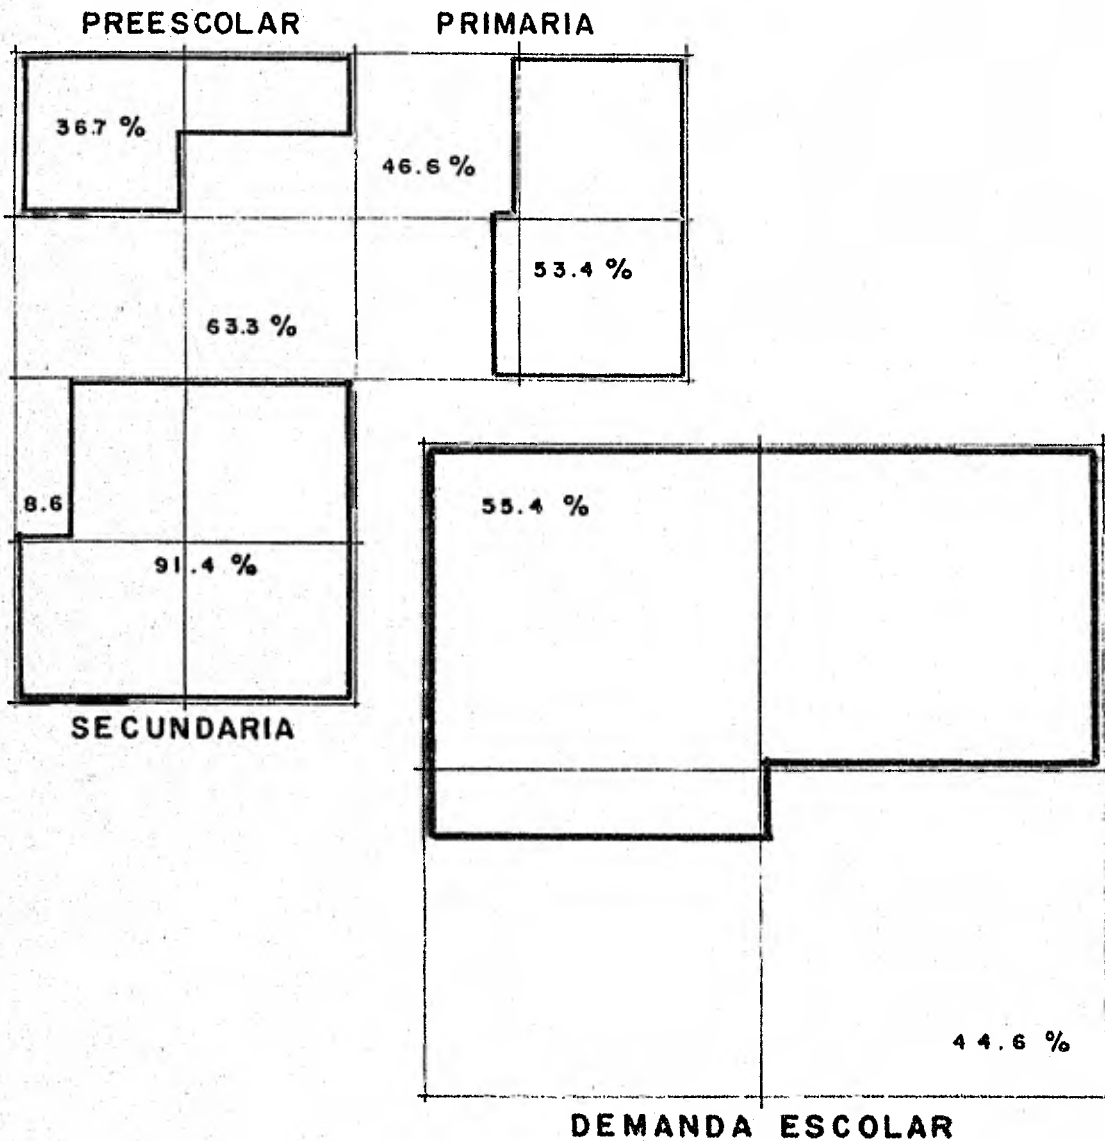 PREESCOLAR
PRIMARIA
36.7 %
46.6 %
53.4 %
63.3 %
8.6
55.4 %
91.4 %
SECUNDARIA
44.6 %
DEMANDA ESCOLAR